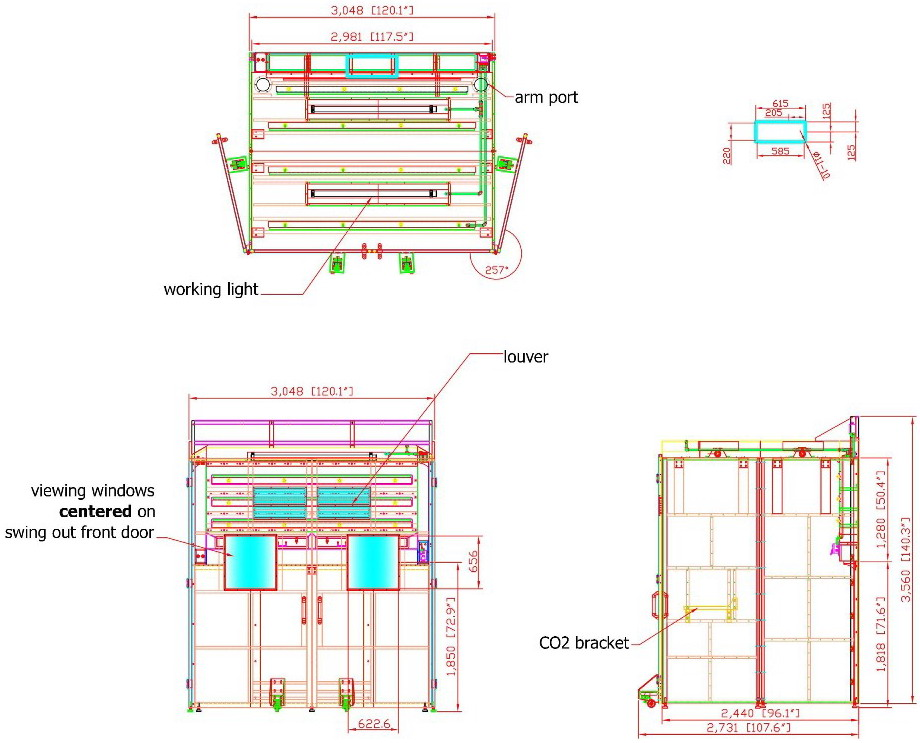 3,048 [120.1″]
2,981 [117.5″]
arm port
615
205
125
220
585
125
Ø11-10
257°
working light
louver
3,048 [120.1″]
viewing windows
centered on
swing out front door
656
1,850 [72.9″]
622.6
CO2 bracket
1,280 [50.4″]
3,560 [140.3″]
1,818 [71.6″]
2,440 [96.1″]
2,731 [107.6″]